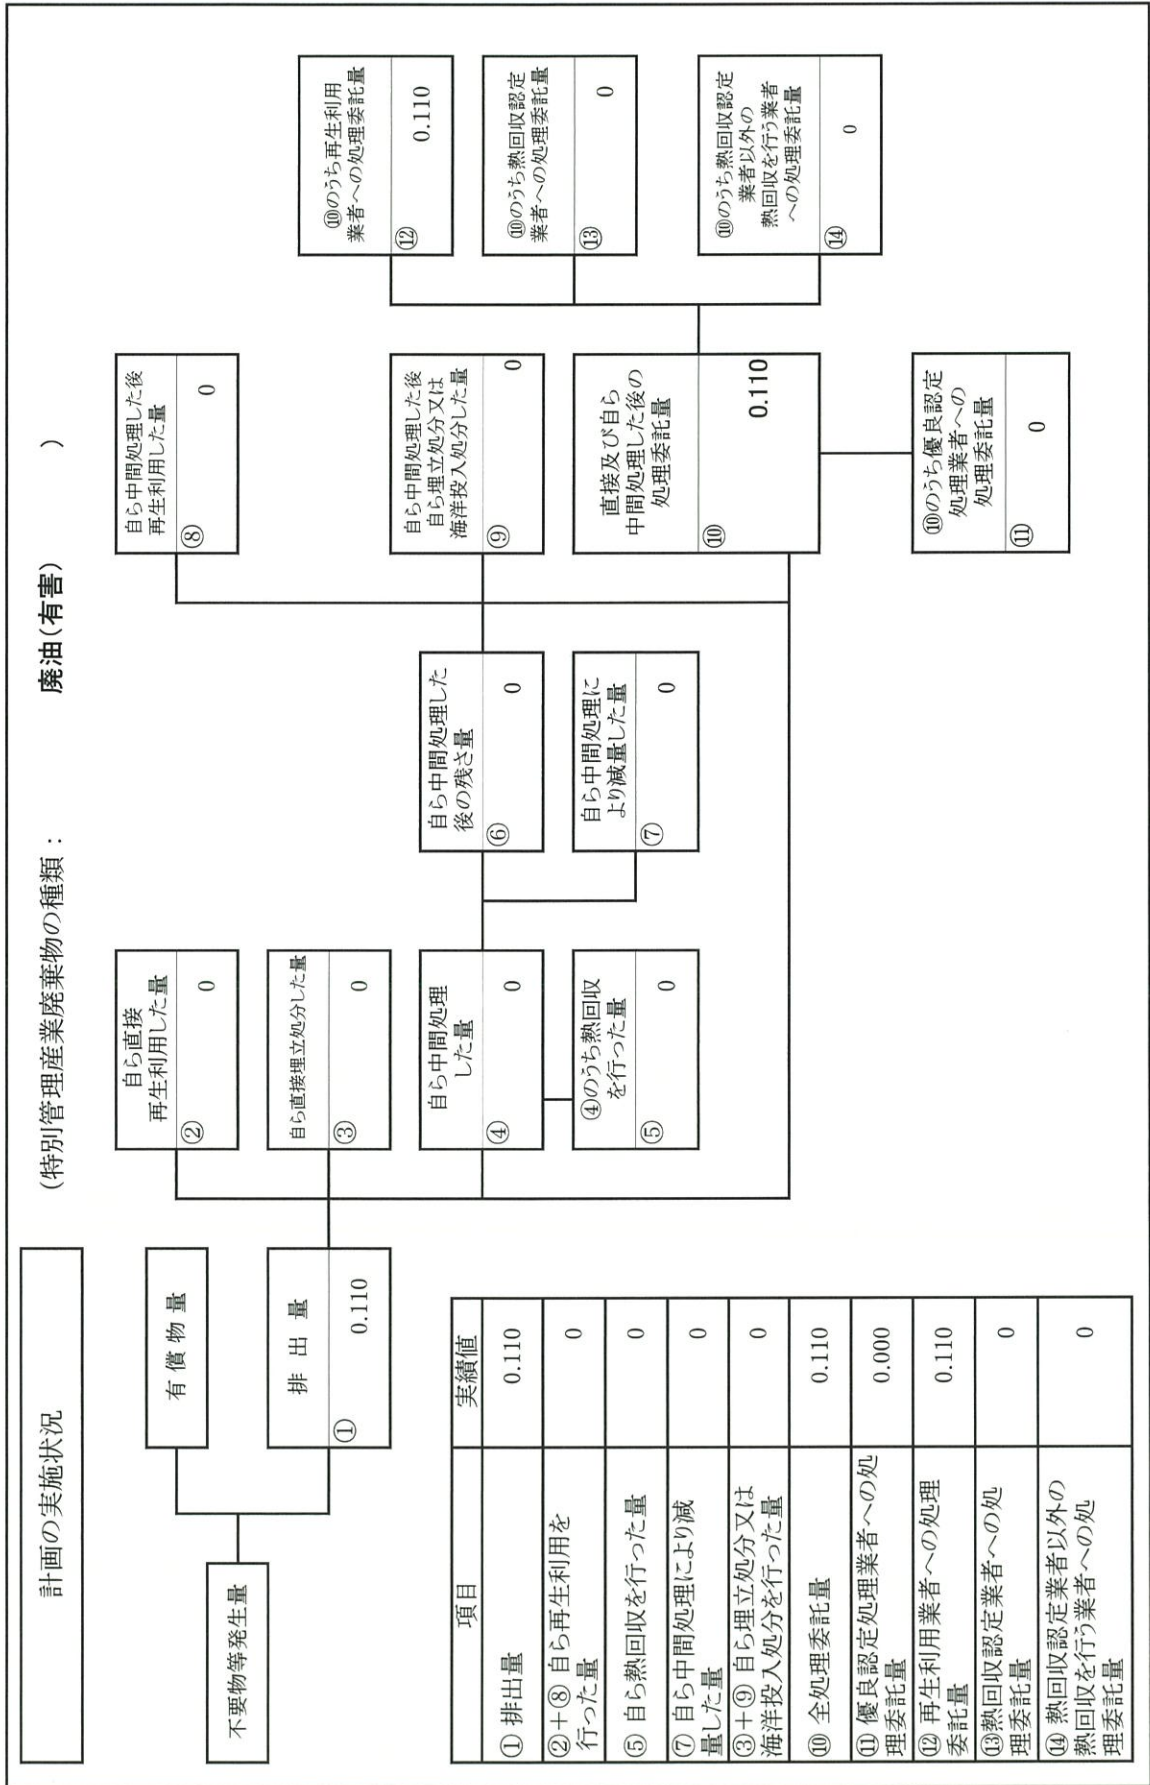 計画の実施状況
(特別管理産業廃棄物の種類： 廃油(有害) )
不要物等発生量
有償物量
排出量
① 0.110
自ら直接
再生利用した量
② 0
自ら直接埋立処分した量
③ 0
自ら中間処理
した量
④ 0
④のうち熱回収
を行った量
⑤ 0
自ら中間処理した
後の残さ量
⑥ 0
自ら中間処理に
より減量した量
⑦ 0
自ら中間処理した後
再生利用した量
⑧ 0
自ら中間処理した後
自ら埋立処分又は
海洋投入処分した量
⑨ 0
直接及び自ら
中間処理した後の
処理委託量
⑩ 0.110
⑩のうち優良認定
処理業者への
処理委託量
⑪ 0
⑩のうち再生利用
業者への処理委託量
⑫ 0.110
⑩のうち熱回収認定
業者への処理委託量
⑬ 0
⑩のうち熱回収認定
業者以外の
熱回収を行う業者
への処理委託量
⑭ 0
項目 実績値
① 排出量 0.110
②＋⑧ 自ら再生利用を
行った量 0
⑤ 自ら熱回収を行った量 0
⑦ 自ら中間処理により減
量した量 0
③＋⑨ 自ら埋立処分又は
海洋投入処分を行った量 0
⑩ 全処理委託量 0.110
⑪ 優良認定処理業者への処
理委託量 0.000
⑫ 再生利用業者への処理
委託量 0.110
⑬熱回収認定業者への処
理委託量 0
⑭ 熱回収認定業者以外の
熱回収を行う業者への処
理委託量 0